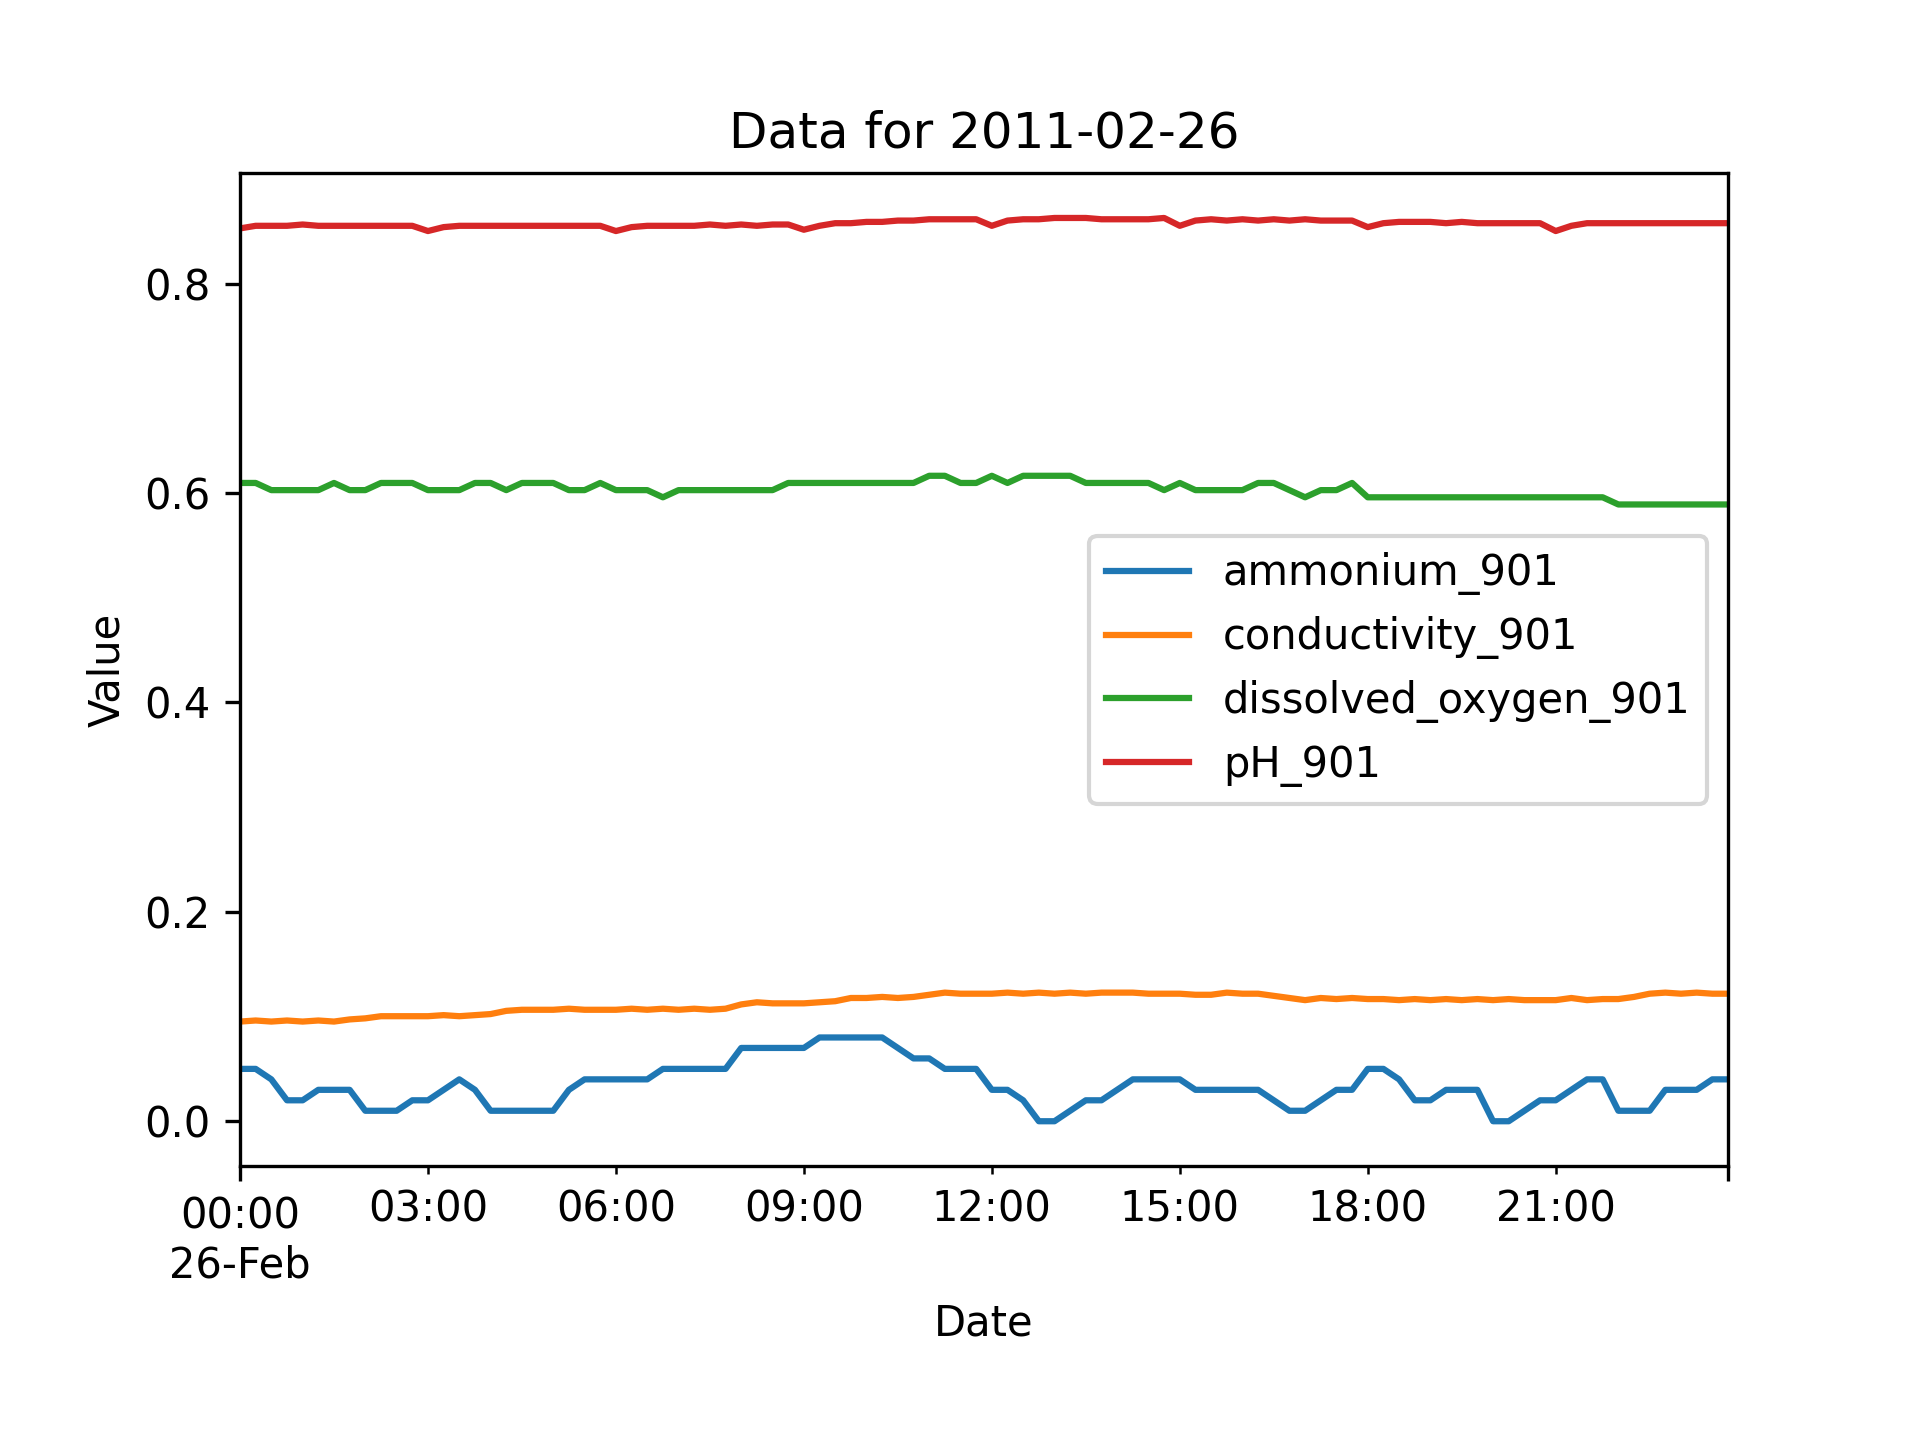 Data for 2011-02-26
Value
0.8
0.6
0.4
0.2
0.0
ammonium_901
conductivity_901
dissolved_oxygen_901
pH_901
00:00 03:00 06:00 09:00 12:00 15:00 18:00 21:00
26-Feb
Date